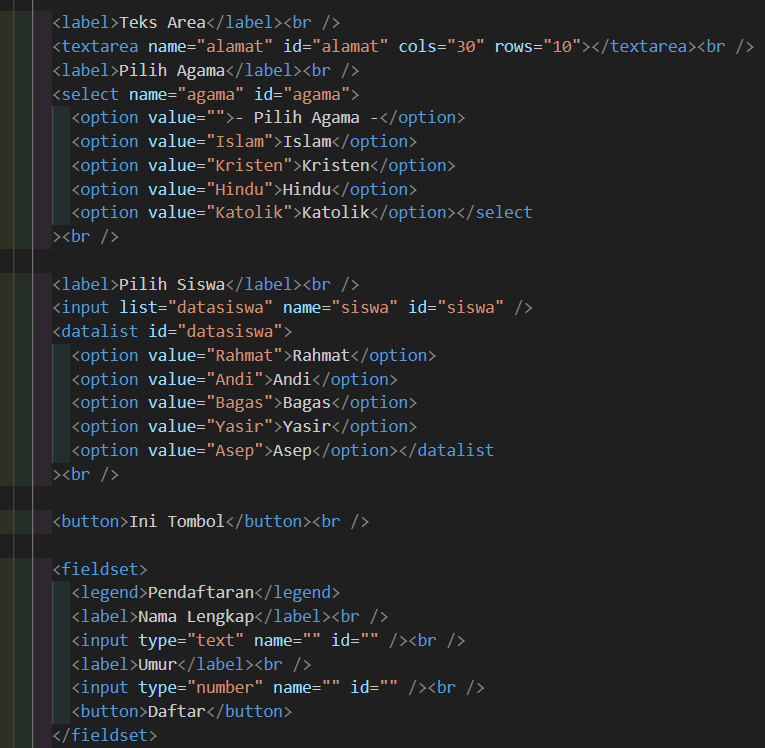 <label>Teks Area</label><br />
<textarea name="alamat" id="alamat" cols="30" rows="10"></textarea><br />
<label>Pilih Agama</label><br />
<select name="agama" id="agama">
<option value="">- Pilih Agama -</option>
<option value="Islam">Islam</option>
<option value="Kristen">Kristen</option>
<option value="Hindu">Hindu</option>
<option value="Katolik">Katolik</option></select
><br />
<label>Pilih Siswa</label><br />
<input list="datasiswa" name="siswa" id="siswa" />
<datalist id="datasiswa">
<option value="Rahmat">Rahmat</option>
<option value="Andi">Andi</option>
<option value="Bagas">Bagas</option>
<option value="Yasir">Yasir</option>
<option value="Asep">Asep</option></datalist
><br />
<button>Ini Tombol</button><br />
<fieldset>
<legend>Pendaftaran</legend>
<label>Nama Lengkap</label><br />
<input type="text" name="" id="" /><br />
<label>Umur</label><br />
<input type="number" name="" id="" /><br />
<button>Daftar</button>
</fieldset>